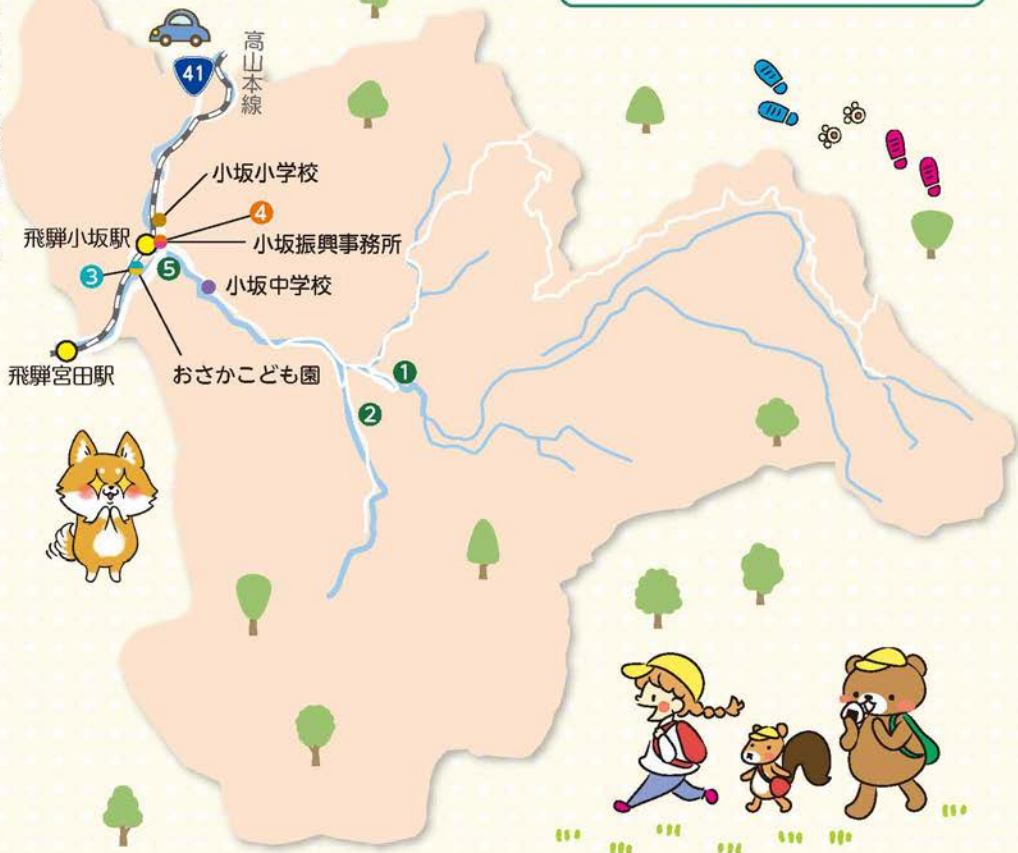 41
高山本線
小坂小学校
4
飛騨小坂駅
小坂振興事務所
3
5
小坂中学校
飛騨宮田駅
おさかこども園
1
2